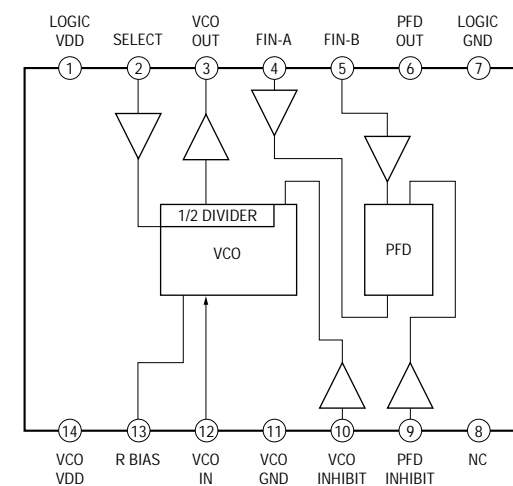 LOGIC VDD
SELECT
VCO OUT
FIN-A
FIN-B
PFD OUT
LOGIC GND
1 2 3 4 5 6 7
1/2 DIVIDER
VCO
PFD
14 13 12 11 10 9 8
VCO VDD
R BIAS
VCO IN
VCO GND
VCO INHIBIT
PFD INHIBIT
NC